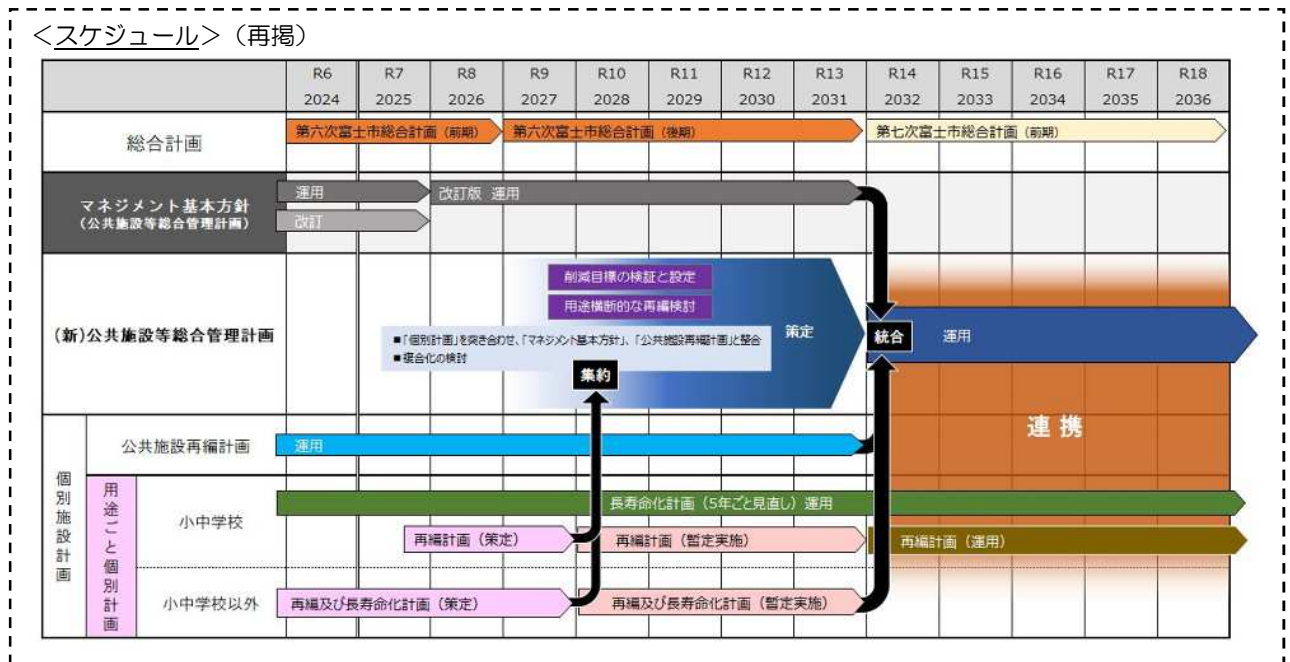 ＜スケジュール＞（再掲）
R6 R7 R8 R9 R10 R11 R12 R13 R14 R15 R16 R17 R18
2024 2025 2026 2027 2028 2029 2030 2031 2032 2033 2034 2035 2036
総合計画
第六次富士市総合計画（前期） 第六次富士市総合計画（後期） 第七次富士市総合計画（前期）
マネジメント基本方針
（公共施設等総合管理計画）
運用 改訂版 運用
改訂
(新)公共施設等総合管理計画
削減目標の検証と設定
用途横断的な再編検討
■「個別計画」を突き合わせ、「マネジメント基本方針」、「公共施設再編計画」と整合
■複合化の検討
策定
統合
運用
集約
連携
個別施設計画
公共施設再編計画
運用
用途ごと個別計画
小中学校
長寿命化計画（5年ごと見直し）運用
再編計画（策定） 再編計画（暫定実施） 再編計画（運用）
小中学校以外
再編及び長寿命化計画（策定） 再編及び長寿命化計画（暫定実施）